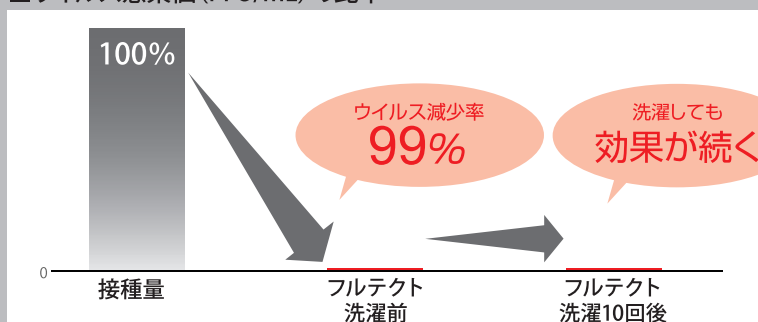 100%
ウイルス減少率
99%
洗濯しても
効果が続く
0
接種量
フルテクト
洗濯前
フルテクト
洗濯10回後